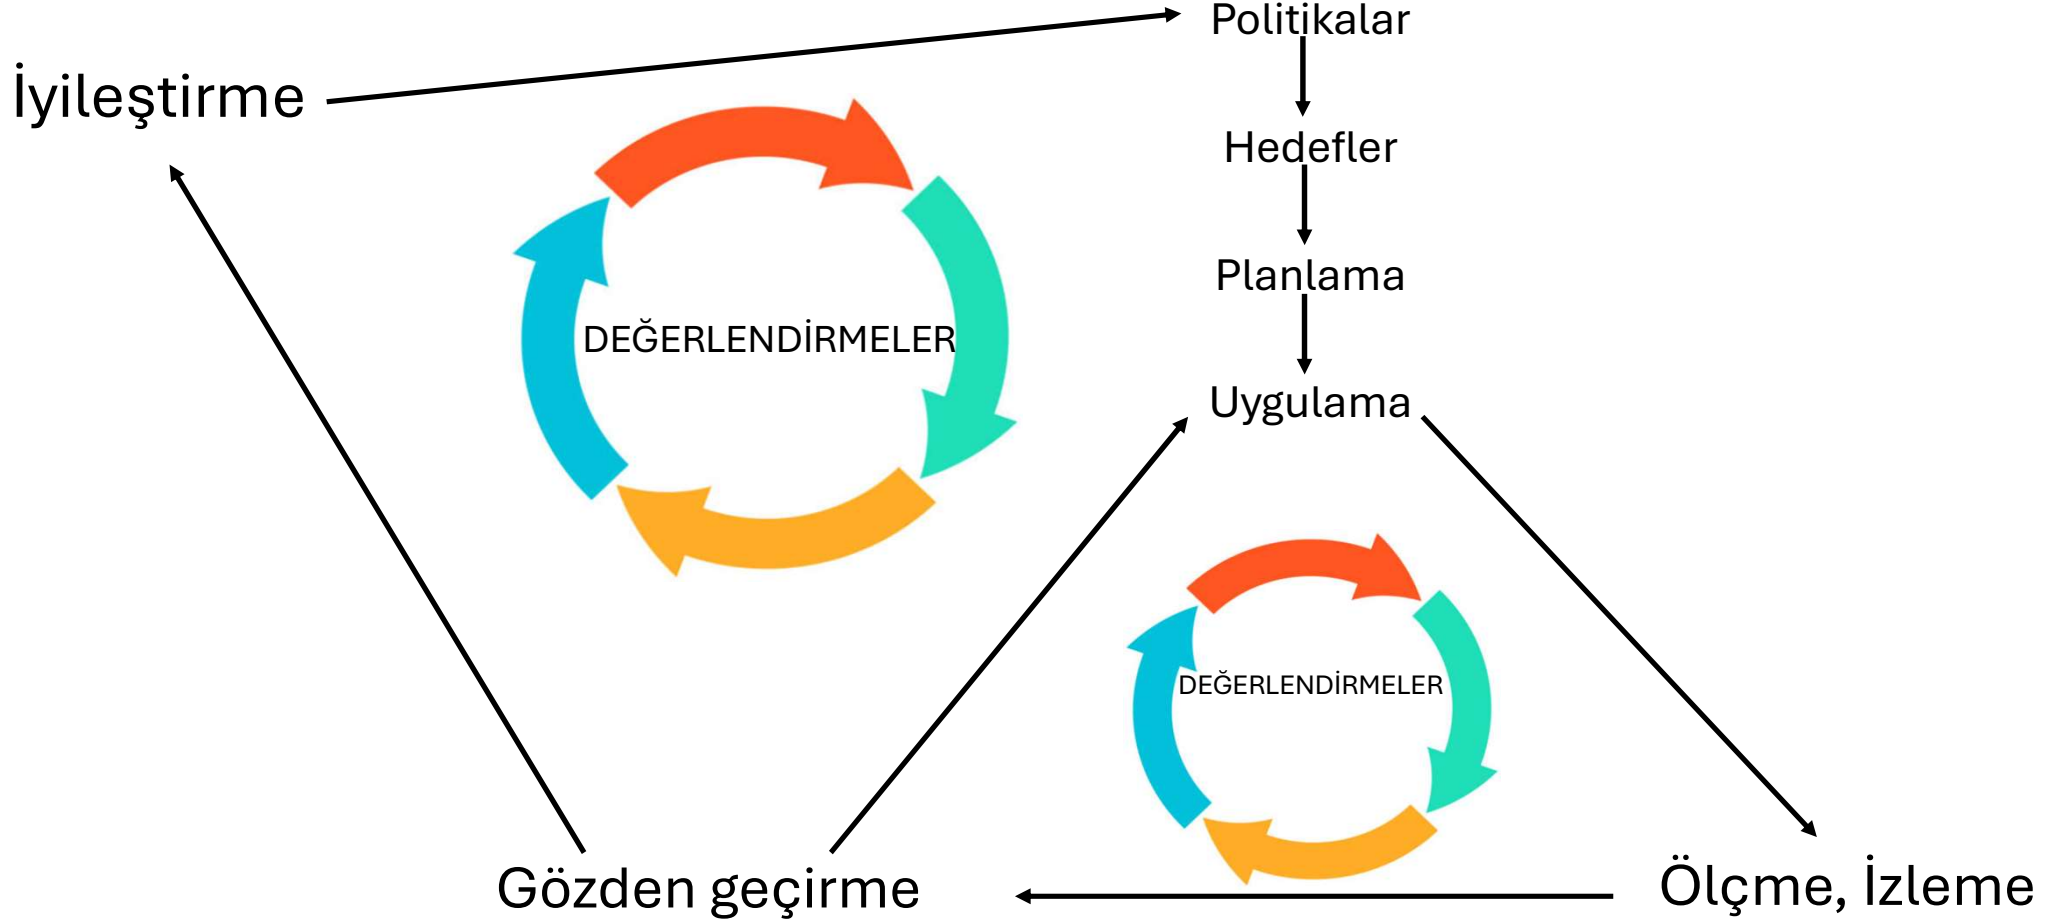 Politikalar
İyileştirme
Hedefler
Planlama
DEĞERLENDİRMELER
Uygulama
DEĞERLENDİRMELER
Gözden geçirme
Ölçme, İzleme